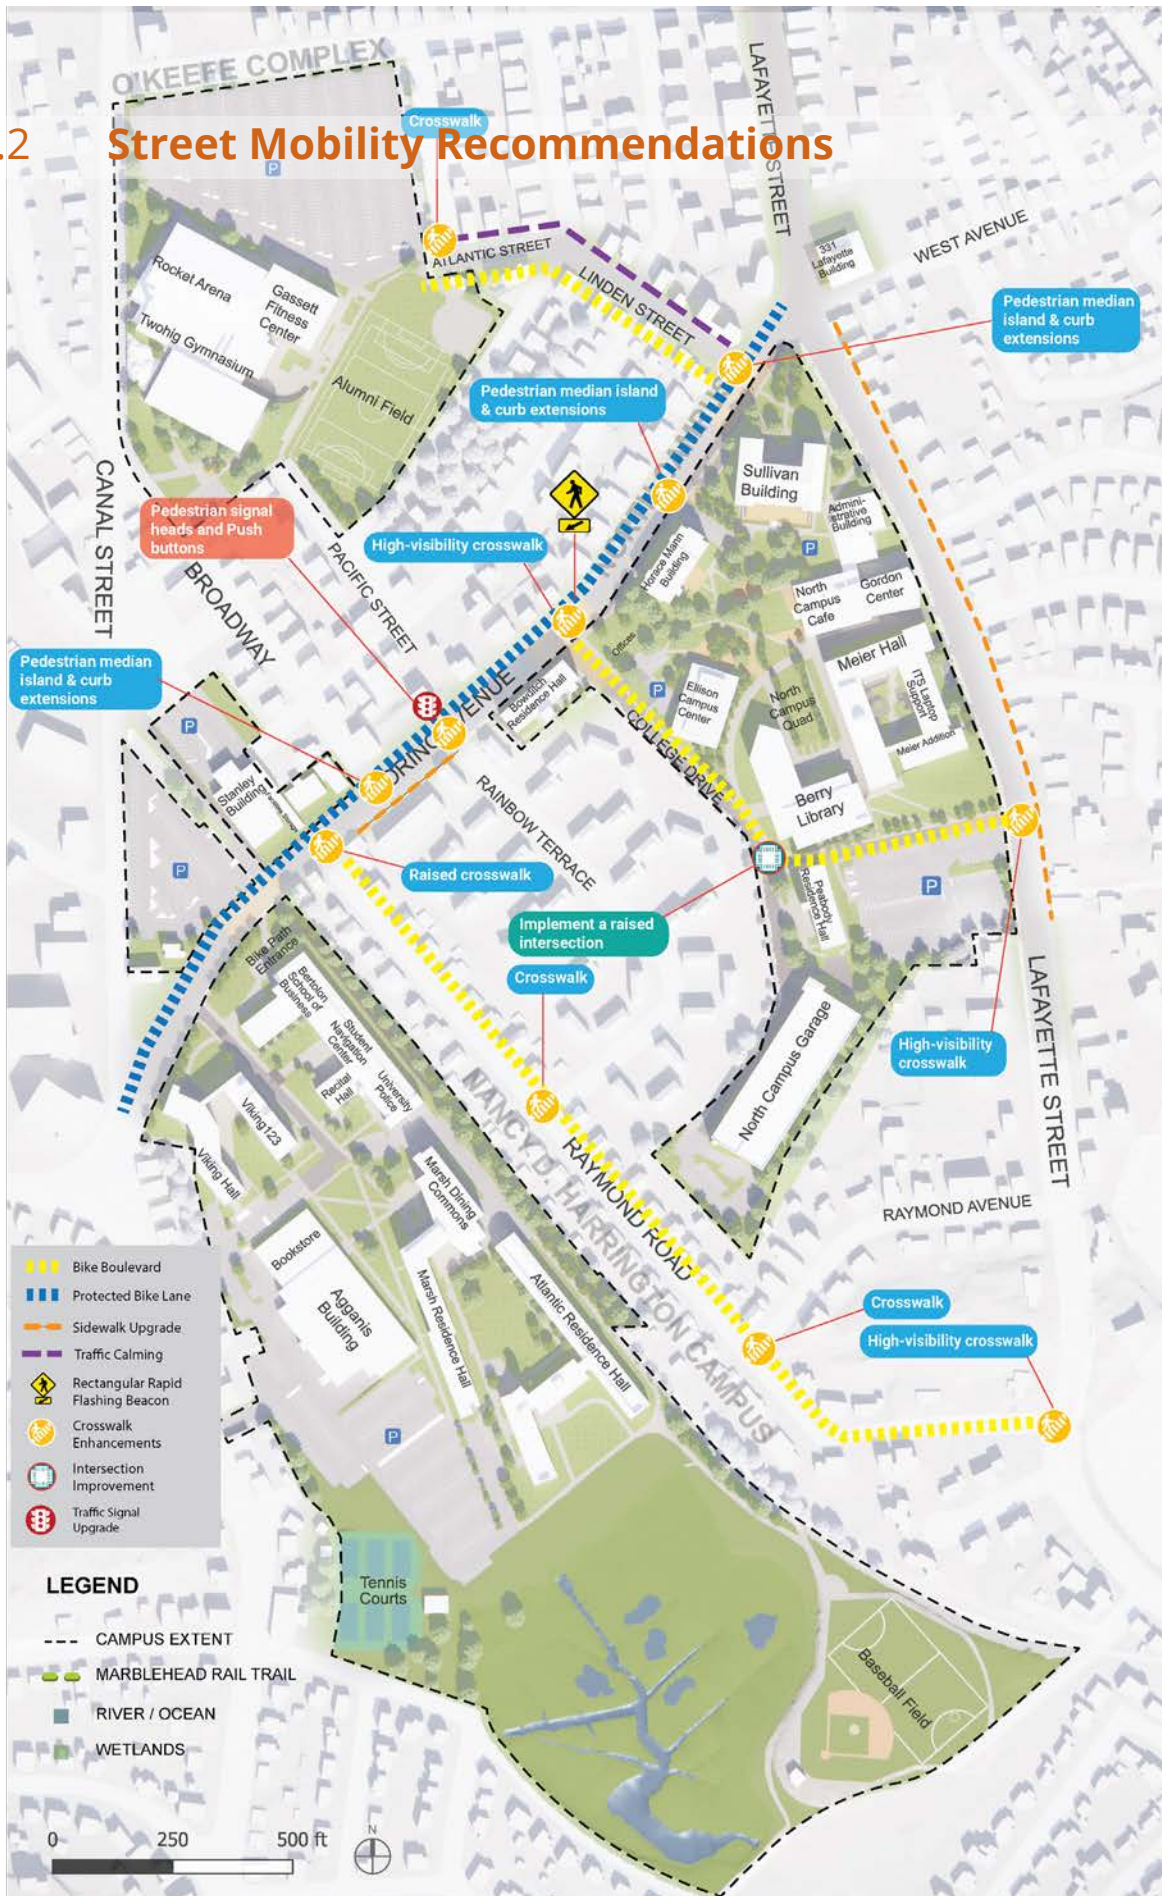 O'KEEFE COMPLEX
LAFAYETTE STREET
Crosswalk
.2 Street Mobility Recommendations
P
WEST AVENUE
331
Lafayette
Building
ATLANTIC STREET
LINDEN STREET
Rocket Arena
Gassett
Fitness
Center
Twohig Gymnasium
Alumni Field
Pedestrian median
island & curb
extensions
Pedestrian median island
& curb extensions
Sullivan
Building
Admini-
strative
Building
P
CANAL STREET
Pedestrian signal
heads and Push
buttons
High-visibility crosswalk
Horace Mann
Building
PACIFIC STREET
BROADWAY
North
Campus
Cafe
Gordon
Center
Offices
Meier Hall
Pedestrian median
island & curb
extensions
P
Ellison
Campus
Center
North
Campus
Quad
ITS Laptop
Support
Meier Addition
Bowditch
Residence Hall
P
COLLEGE DRIVE
ORING
VENUE
Stanley
Building
RAINBOW TERRACE
Berry
Library
P
Raised crosswalk
Peabody
Residence Hall
P
Implement a raised
intersection
Bike Path
Entrance
Crosswalk
Bertolon
School of
Business
Student
Navigation
Center
Recital
Hall
University
Police
North Campus Garage
High-visibility
crosswalk
LAFAYETTE STREET
NANCY D. HARRINGTON CAMPUS
RAYMOND ROAD
Viking123
Viking Hall
Marsh Dining
Commons
RAYMOND AVENUE
Bookstore
Agganis
Building
Marsh Residence Hall
Atlantic Residence Hall
Crosswalk
High-visibility crosswalk
P
Bike Boulevard
Protected Bike Lane
Sidewalk Upgrade
Traffic Calming
Rectangular Rapid
Flashing Beacon
Crosswalk
Enhancements
Intersection
Improvement
Traffic Signal
Upgrade
Tennis
Courts
Baseball Field
LEGEND
CAMPUS EXTENT
MARBLEHEAD RAIL TRAIL
RIVER / OCEAN
WETLANDS
0 250 500 ft
N